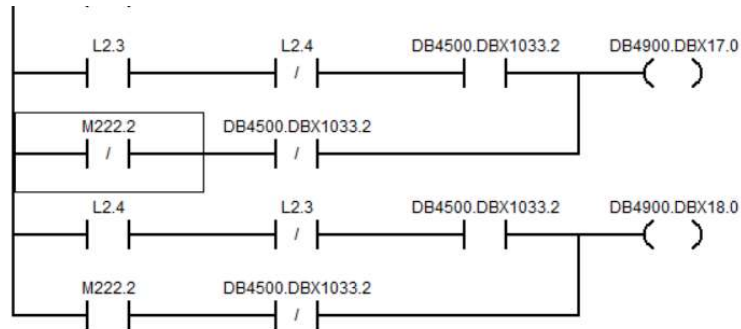 L2.3 L2.4 DB4500.DBX1033.2 DB4900.DBX17.0
M222.2 DB4500.DBX1033.2
L2.4 L2.3 DB4500.DBX1033.2 DB4900.DBX18.0
M222.2 DB4500.DBX1033.2